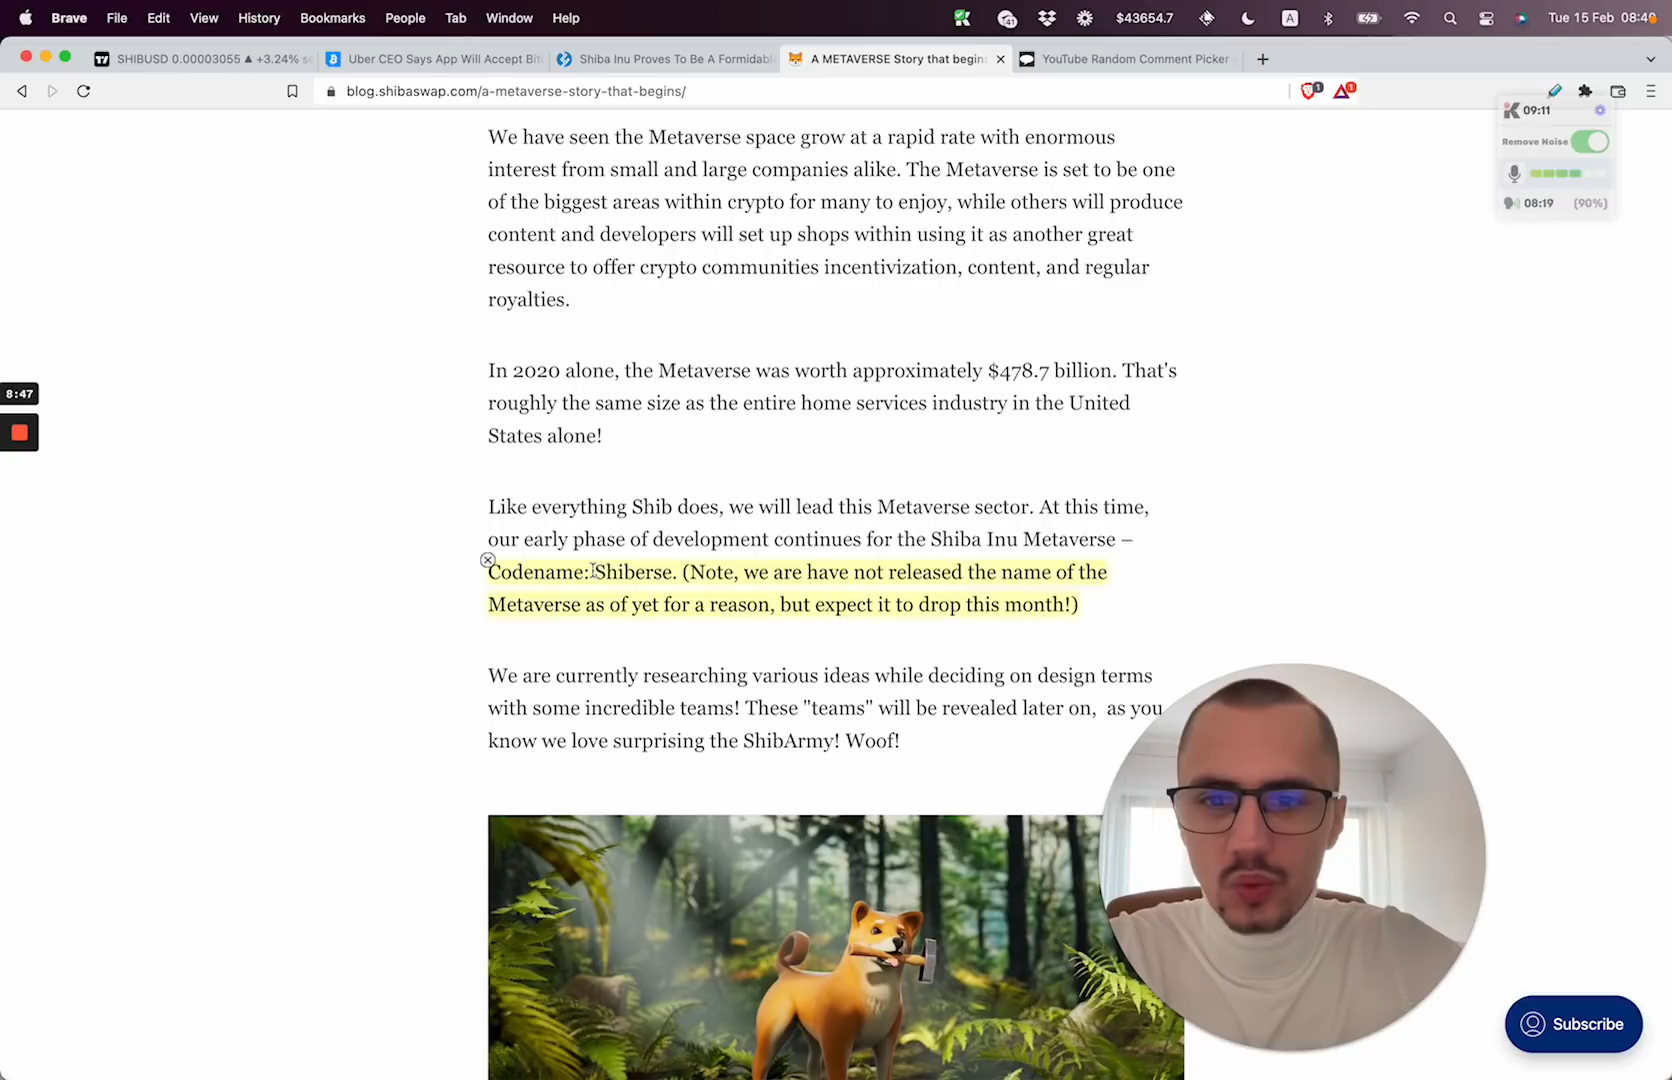 Brave File Edit View History Bookmarks People Tab Window Help 41 $43654.7 A Tue 15 Feb 08:40
SHIBUSD 0.00003055 ▲ +3.24%
Uber CEO Says App Will Accept Bit
Shiba Inu Proves To Be A Formidabl
A METAVERSE Story that begin
YouTube Random Comment Picker
blog.shibaswap.com/a-metaverse-story-that-begins/
1
1
09:11
Remove Noise
08:19 (90%)
8:47
We have seen the Metaverse space grow at a rapid rate with enormous
interest from small and large companies alike. The Metaverse is set to be one
of the biggest areas within crypto for many to enjoy, while others will produce
content and developers will set up shops within using it as another great
resource to offer crypto communities incentivization, content, and regular
royalties.
In 2020 alone, the Metaverse was worth approximately $478.7 billion. That's
roughly the same size as the entire home services industry in the United
States alone!
Like everything Shib does, we will lead this Metaverse sector. At this time,
our early phase of development continues for the Shiba Inu Metaverse –
Codename: Shiberse. (Note, we are have not released the name of the
Metaverse as of yet for a reason, but expect it to drop this month!)
We are currently researching various ideas while deciding on design terms
with some incredible teams! These "teams" will be revealed later on, as you
know we love surprising the ShibArmy! Woof!
Subscribe